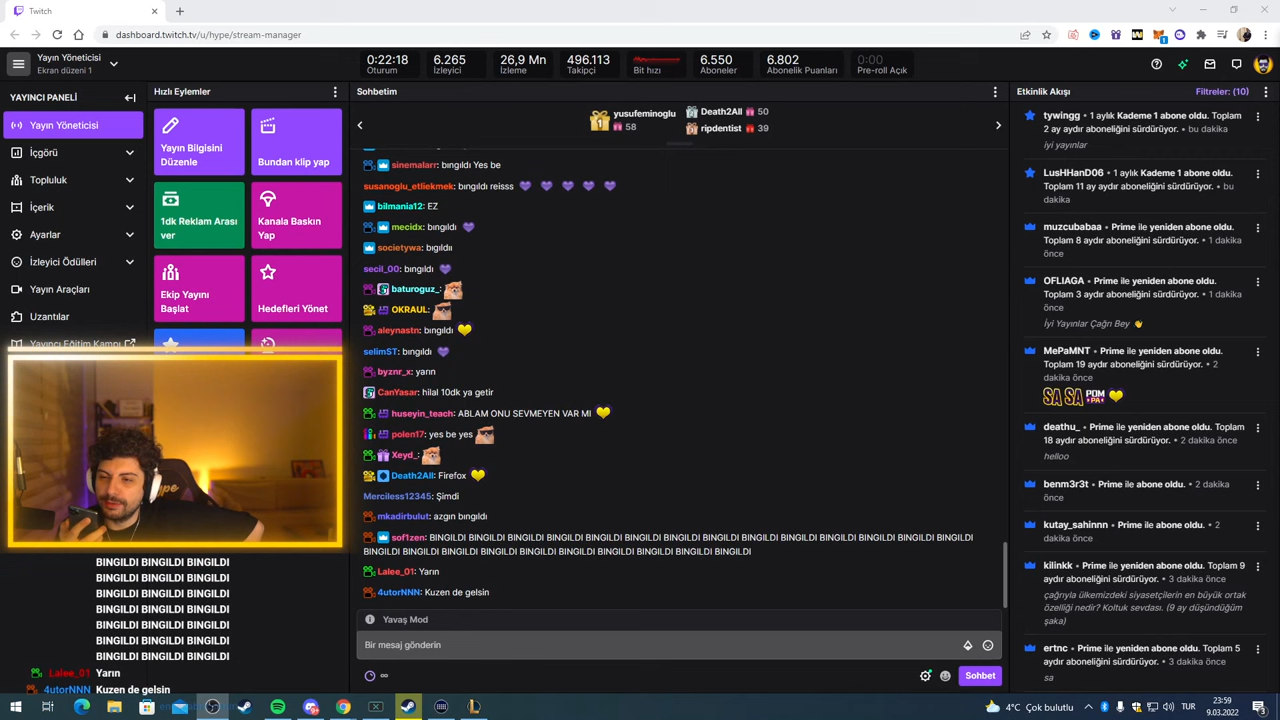 Twitch
dashboard.twitch.tv/u/hype/stream-manager
Yayın Yöneticisi
Ekran düzeni 1
0:22:18
Oturum
6.265
İzleyici
26,9 Mn
İzleme
496.113
Takipçi
Bit hızı
6.550
Aboneler
6.802
Abonelik Puanları
0:00
Pre-roll Açık
YAYINCI PANELİ
Yayın Yöneticisi
İçgörü
Topluluk
İçerik
Ayarlar
İzleyici Ödülleri
Yayın Araçları
Uzantılar
Yayıncı Eğitim Kampı
Hızlı Eylemler
Yayın Bilgisini
Düzenle
Bundan klip yap
1dk Reklam Arası
ver
Kanala Baskın
Yap
Ekip Yayını
Başlat
Hedefleri Yönet
BINGILDI BINGILDI BINGILDI
BINGILDI BINGILDI BINGILDI
BINGILDI BINGILDI BINGILDI
BINGILDI BINGILDI BINGILDI
BINGILDI BINGILDI BINGILDI
BINGILDI BINGILDI BINGILDI
BINGILDI BINGILDI BINGILDI
Lalee_01 Yarın
4utorNNN Kuzen de gelsin
Sohbetim
1 yusufeminoglu
58
Death2All 50
ripdentist 39
sinemalarr: bıngıldı Yes be
susanoglu_etliekmek: bıngıldı reisss
bilmania12: EZ
mecidx: bıngıldı
societywa: bıgıldıı
secil_00: bıngıldı
baturoguz_:
OKRAUL:
aleynastn: bıngıldı
selimST: bıngıldı
byznr_x: yarın
CanYasar: hilal 10dk ya getir
huseyin_teach: ABLAM ONU SEVMEYEN VAR MI
polen17: yes be yes
Xeyd_:
Death2All: Firefox
Merciless12345: Şimdi
mkadirbulut: azgın bıngıldı
sof1zen: BINGILDI BINGILDI BINGILDI BINGILDI BINGILDI BINGILDI BINGILDI BINGILDI BINGILDI BINGILDI BINGILDI BINGILDI BINGILDI BINGILDI
BINGILDI BINGILDI BINGILDI BINGILDI BINGILDI BINGILDI BINGILDI BINGILDI BINGILDI BINGILDI
Lalee_01: Yarın
4utorNNN: Kuzen de gelsin
Yavaş Mod
Bir mesaj gönderin
Sohbet
Etkinlik Akışı
Filtreler: (10)
tywingg • 1 aylık Kademe 1 abone oldu. Toplam
2 ay aydır aboneliğini sürdürüyor. • bu dakika
iyi yayınlar
LusHHanD06 • 1 aylık Kademe 1 abone oldu.
Toplam 11 ay aydır aboneliğini sürdürüyor. • bu
dakika
muzcubabaa • Prime ile yeniden abone oldu.
Toplam 8 aydır aboneliğini sürdürüyor. • 1 dakika
önce
OFLIAGA • Prime ile yeniden abone oldu.
Toplam 3 aydır aboneliğini sürdürüyor. • 1 dakika
önce
İyi Yayınlar Çağrı Bey
MePaMNT • Prime ile yeniden abone oldu.
Toplam 19 aydır aboneliğini sürdürüyor. • 2
dakika önce
SA SA POM PA
deathu_ • Prime ile yeniden abone oldu. Toplam
18 aydır aboneliğini sürdürüyor. • 2 dakika önce
helloo
benm3r3t • Prime ile abone oldu. • 2 dakika
önce
kutay_sahinnn • Prime ile abone oldu. • 2
dakika önce
kilinkk • Prime ile yeniden abone oldu. Toplam 9
aydır aboneliğini sürdürüyor. • 3 dakika önce
çağrıyla ülkemizdeki siyasetçilerin en büyük ortak
özelliği nedir? Koltuk sevdası. (9 ay düşündüğüm
şaka)
ertnc • Prime ile yeniden abone oldu. Toplam 5
aydır aboneliğini sürdürüyor. • 3 dakika önce
sa
4°C Çok bulutlu
TUR
23:59
9.03.2022